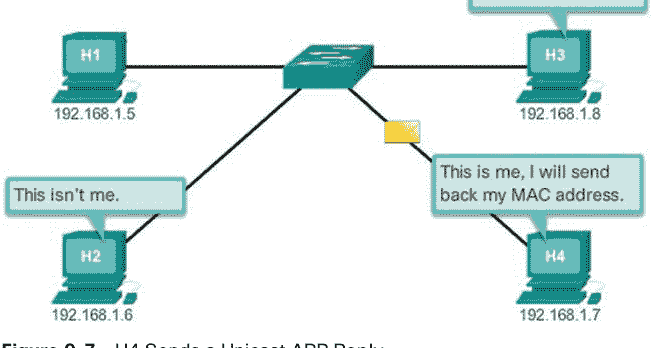 H1
H3
192.168.1.5
192.168.1.8
This is me, I will send
back my MAC address.
This isn't me.
H2
H4
192.168.1.6
192.168.1.7
H4 Sends a Unicast ARP Reply